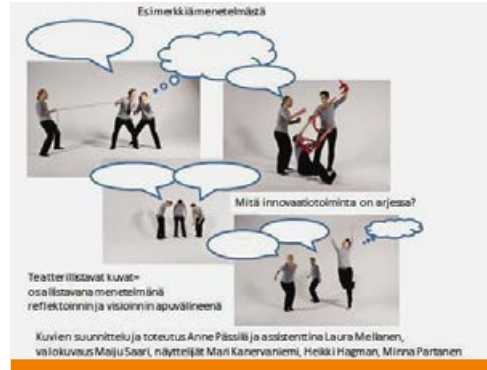 Esimerkkiä menetelmästä
Mitä innovaatiotoiminta on arjessa?
Teatterillistavat kuvat=
osallistavana menetelmänä
reflektoinnin ja visioinnin apuvälineenä
Kuvien suunnittelu ja toteutus Anne Pässilä ja assistenttina Laura Mellanen,
valokuvaus Maiju Saari, näyttelijät Mari Kanervaniemi, Heikki Hagman, Minna Partanen